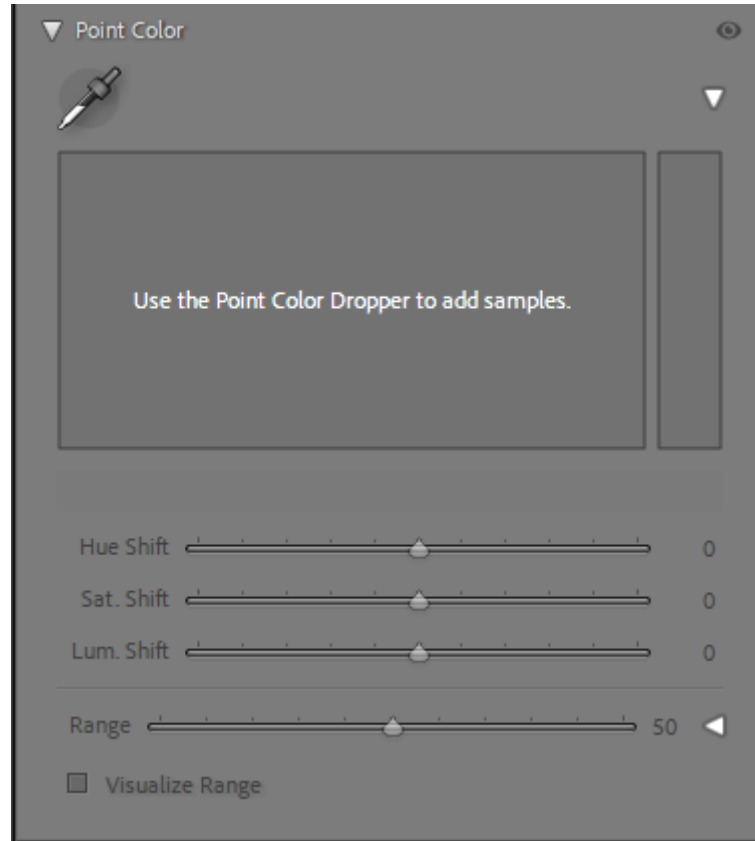 Point Color
Use the Point Color Dropper to add samples.
Hue Shift 0
Sat. Shift 0
Lum. Shift 0
Range 50
Visualize Range